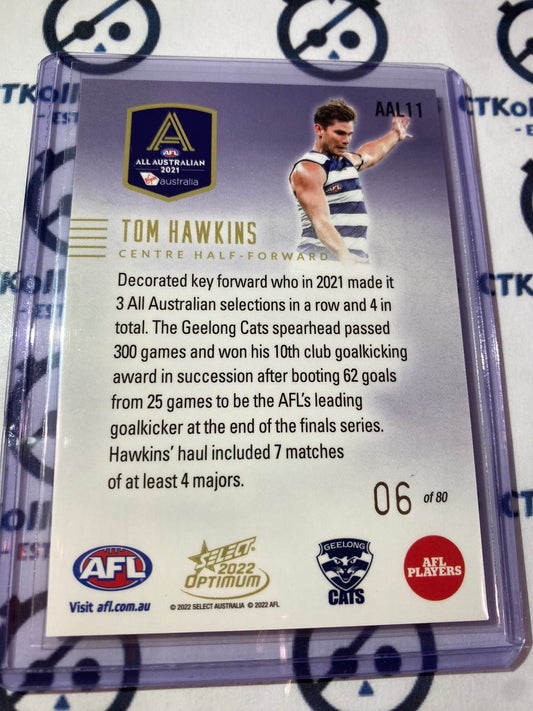 CTKoll
CTKo
- EST
AAL11
AFL
ALL AUSTRALIAN
2021
Virgin australia
TOM HAWKINS
CENTRE HALF-FORWARD
Decorated key forward who in 2021 made it
3 All Australian selections in a row and 4 in
total. The Geelong Cats spearhead passed
300 games and won his 10th club goalkicking
award in succession after booting 62 goals
from 25 games to be the AFL's leading
goalkicker at the end of the finals series.
Hawkins' haul included 7 matches
of at least 4 majors.
06 of 80
AFL
Visit afl.com.au
SELECT
2022
OPTIMUM
© 2022 SELECT AUSTRALIA © 2022 AFL
GEELONG
CATS
AFL
PLAYERS